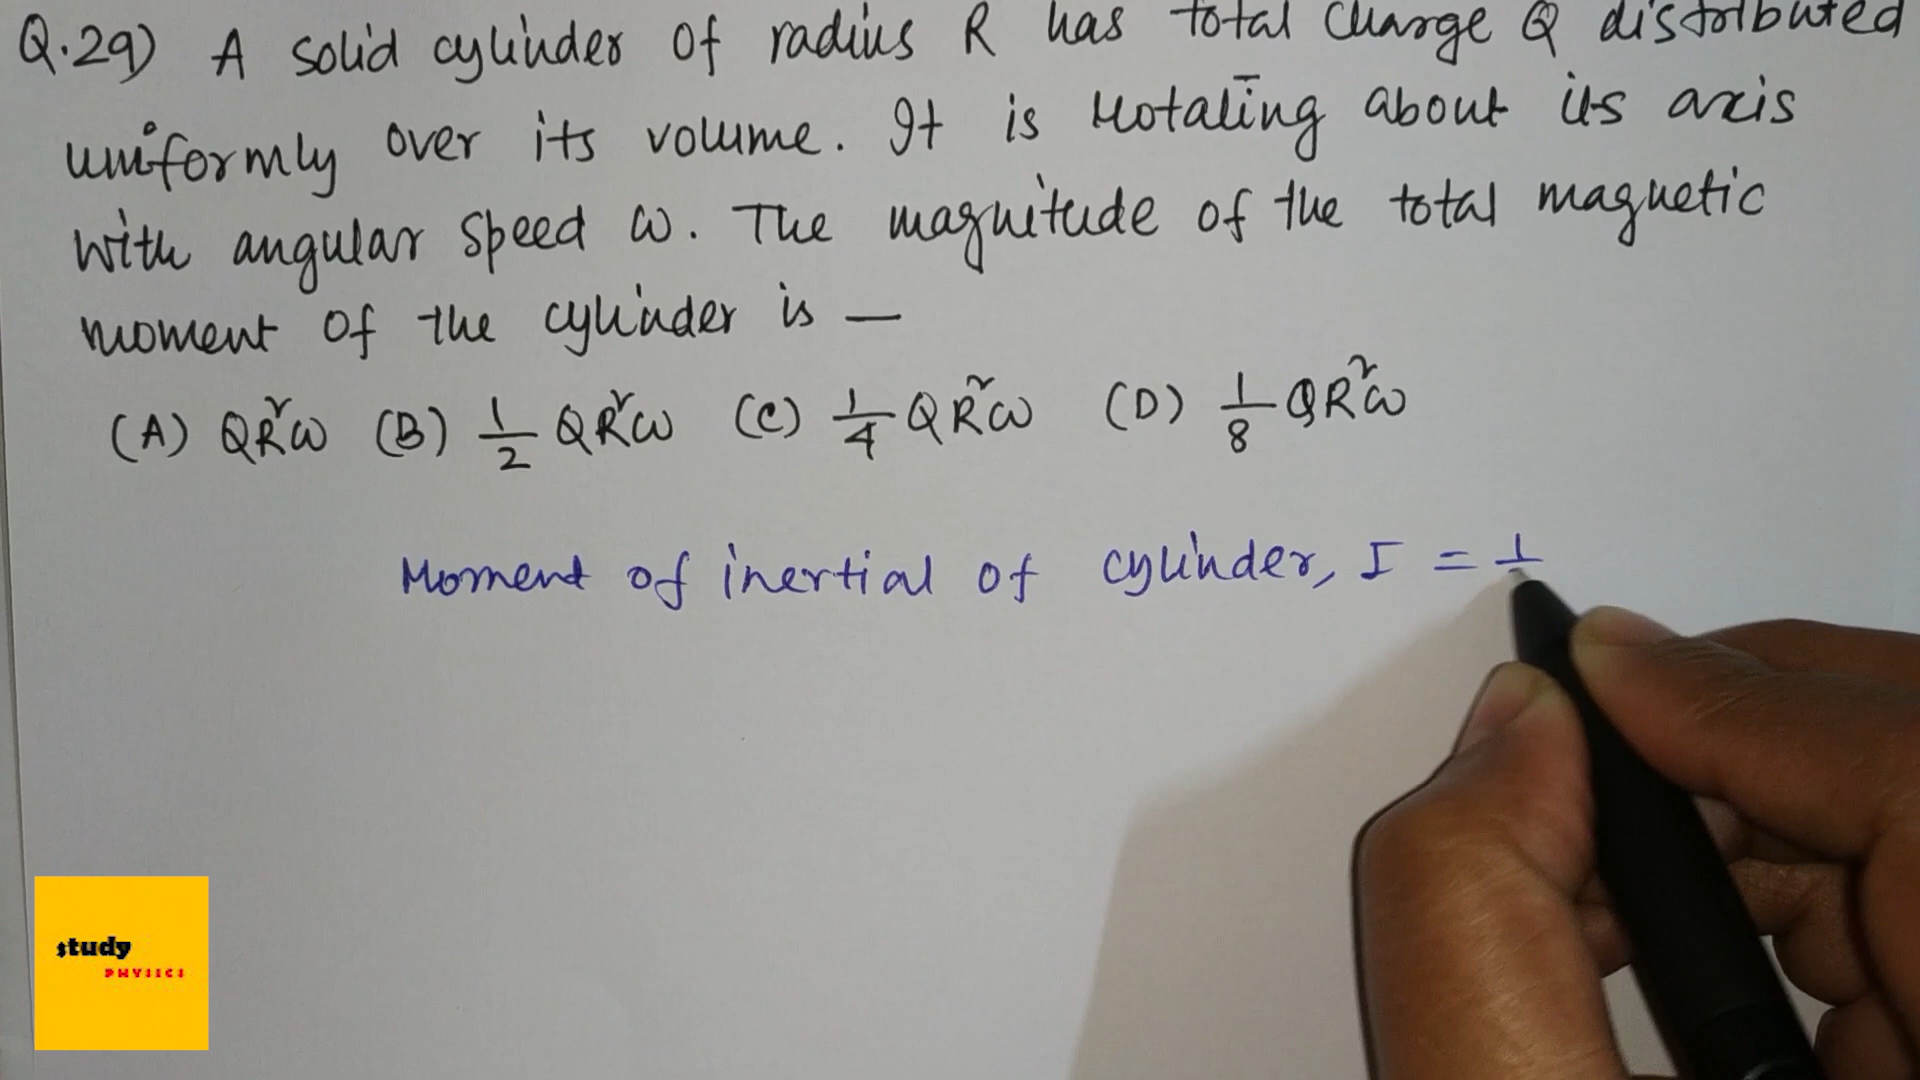 Q.29) A solid cylinder of radius R has total charge Q distributed
uniformly over its volume. It is rotating about its axis
with angular speed ω. The magnitude of the total magnetic
moment of the cylinder is —
(A) QR²ω (B) 1/2 QR²ω (C) 1/4 QR²ω (D) 1/8 QR²ω
Moment of inertial of cylinder, I = 1
study
PHYSICS